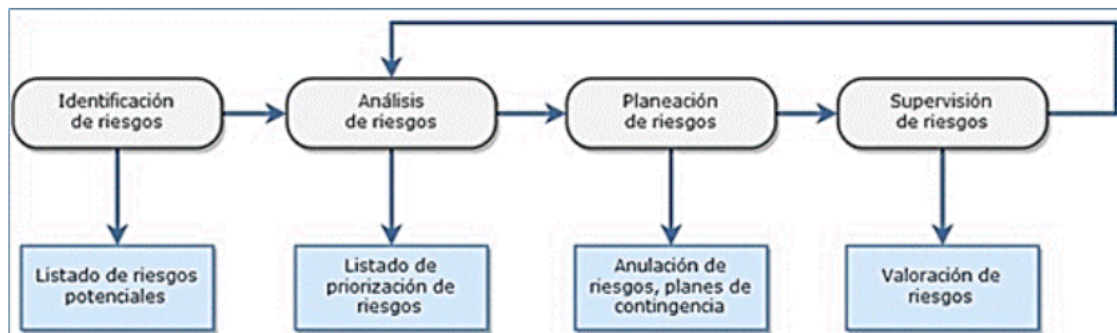 Identificación
de riesgos
Análisis
de riesgos
Planeación
de riesgos
Supervisión
de riesgos
Listado de riesgos
potenciales
Listado de
priorización de
riesgos
Anulación de
riesgos, planes de
contingencia
Valoración de
riesgos